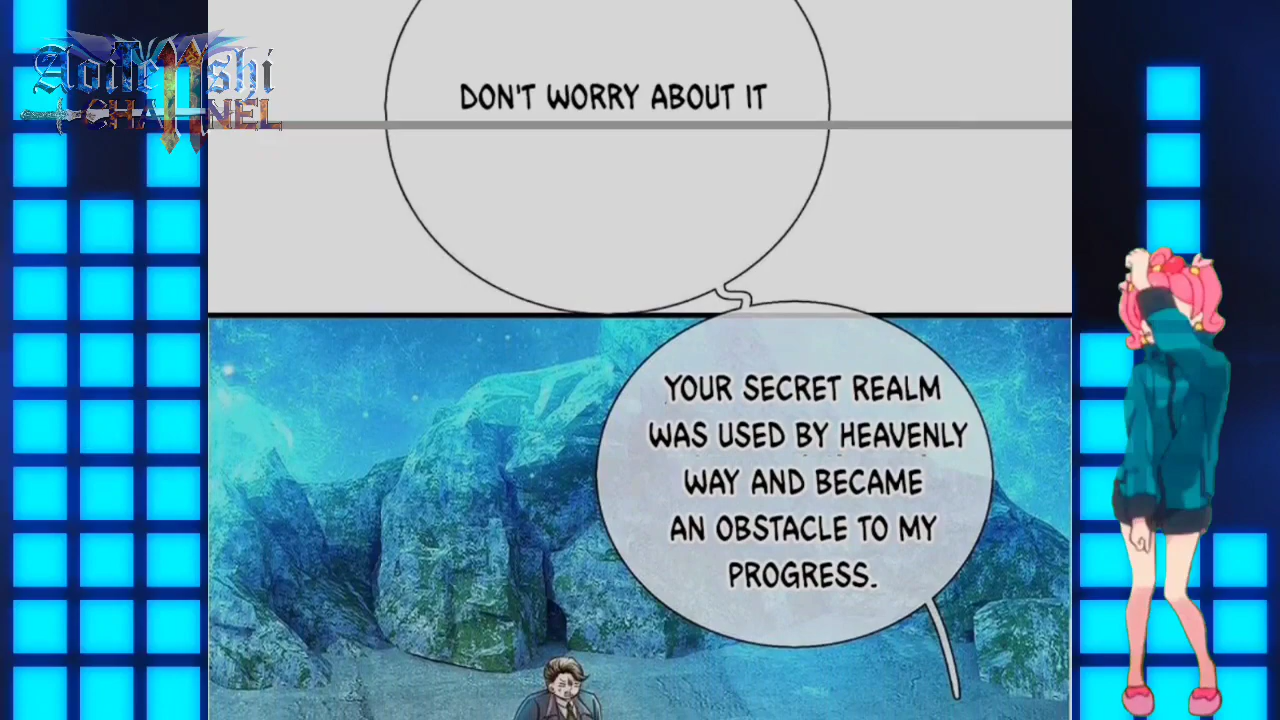 DON'T WORRY ABOUT IT
YOUR SECRET REALM
WAS USED BY HEAVENLY
WAY AND BECAME
AN OBSTACLE TO MY
PROGRESS.